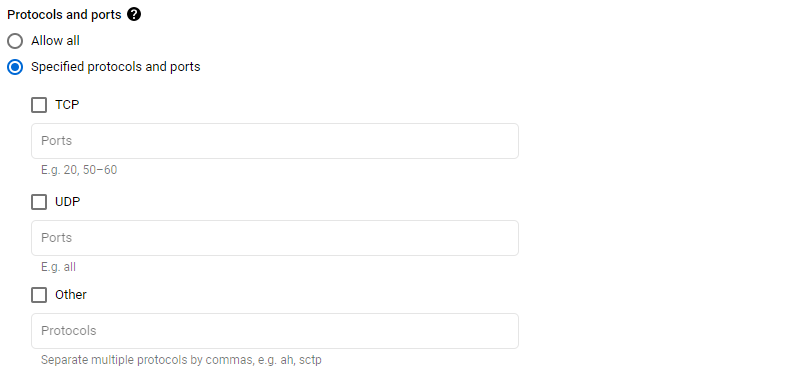 Protocols and ports ?
Allow all
Specified protocols and ports
TCP
Ports
E.g. 20, 50–60
UDP
Ports
E.g. all
Other
Protocols
Separate multiple protocols by commas, e.g. ah, sctp